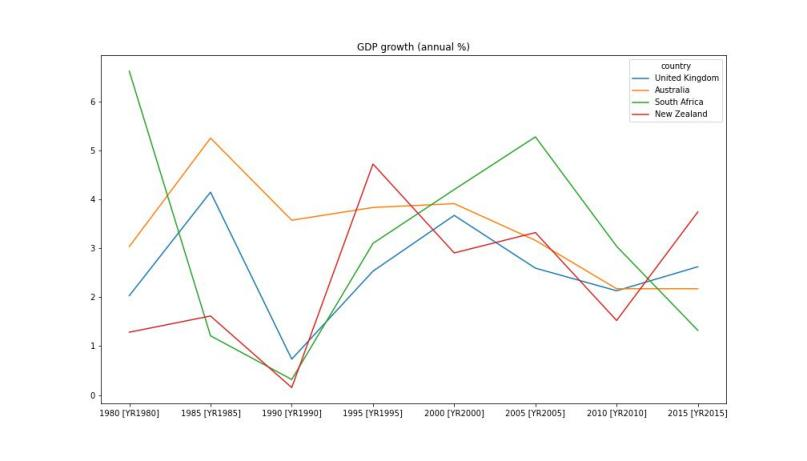 GDP growth (annual %)
country
United Kingdom
Australia
South Africa
New Zealand
6
5
4
3
2
1
0
1980 [YR1980] 1985 [YR1985] 1990 [YR1990] 1995 [YR1995] 2000 [YR2000] 2005 [YR2005] 2010 [YR2010] 2015 [YR2015]